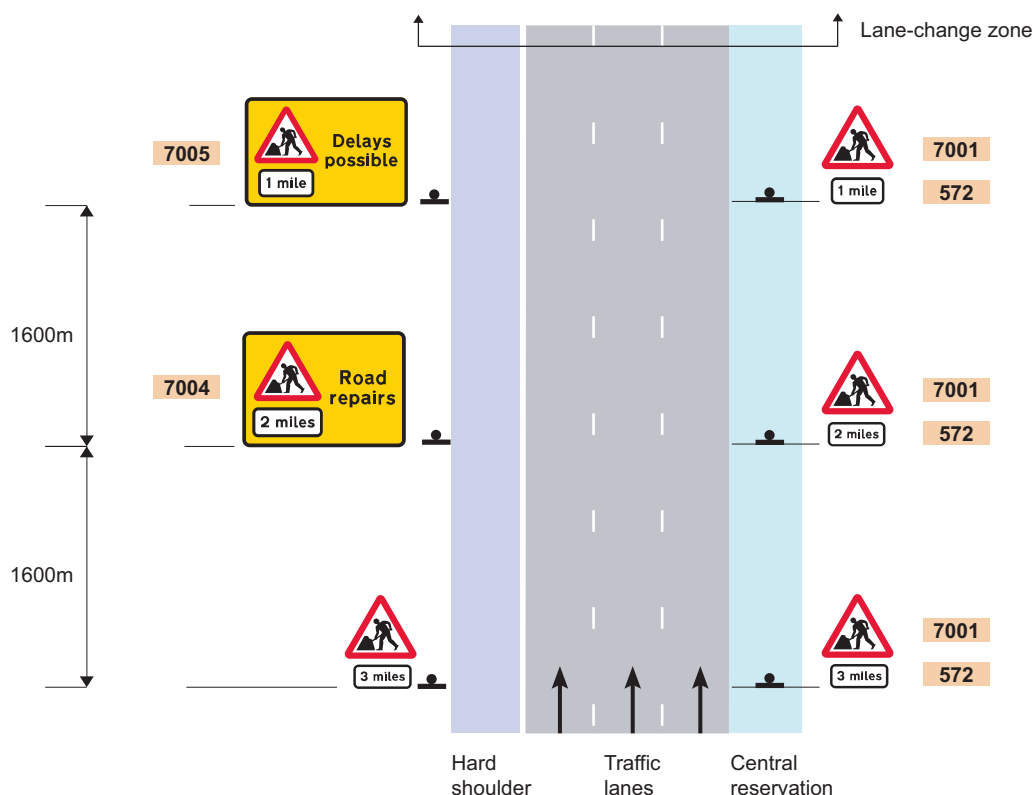 Lane-change zone
7005
Delays
possible
1 mile
7001
1 mile
572
1600m
7004
Road
repairs
2 miles
7001
2 miles
572
1600m
3 miles
7001
3 miles
572
Hard
shoulder
Traffic
lanes
Central
reservation